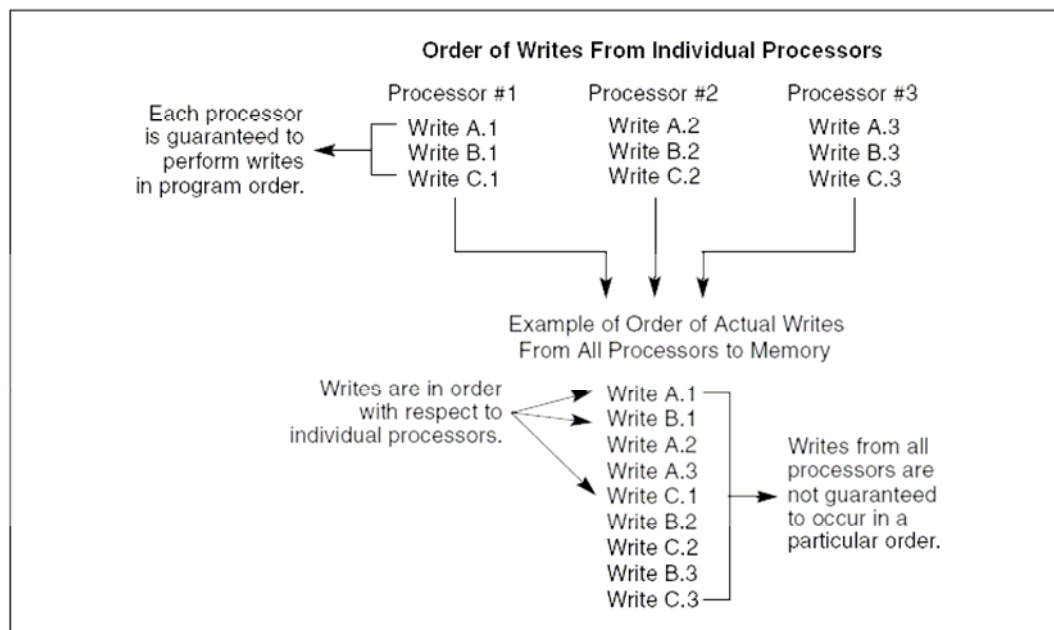 Order of Writes From Individual Processors
Processor #1
Processor #2
Processor #3
Each processor
is guaranteed to
perform writes
in program order.
Write A.1
Write B.1
Write C.1
Write A.2
Write B.2
Write C.2
Write A.3
Write B.3
Write C.3
Example of Order of Actual Writes
From All Processors to Memory
Writes are in order
with respect to
individual processors.
Write A.1
Write B.1
Write A.2
Write A.3
Write C.1
Write B.2
Write C.2
Write B.3
Write C.3
Writes from all
processors are
not guaranteed
to occur in a
particular order.